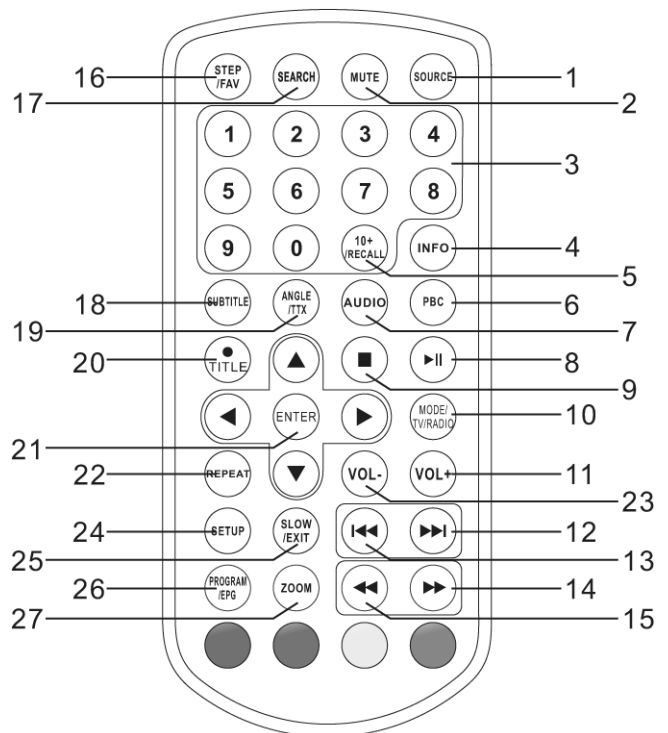 16 STEP SEARCH MUTE SOURCE 1
/FAV
17 2
1 2 3 4
3
5 6 7 8
9 0 10+ INFO 4
/RECALL
5
18 SUBTITLE ANGLE AUDIO PBC 6
/TTX
19 7
20 TITLE 8
9
ENTER MODE/ 10
TV/RADIO
21
22 REPEAT VOL- VOL+ 11
23
24 SETUP SLOW 12
/EXIT
25 13
26 PROGRAM ZOOM 14
/EPG
27 15